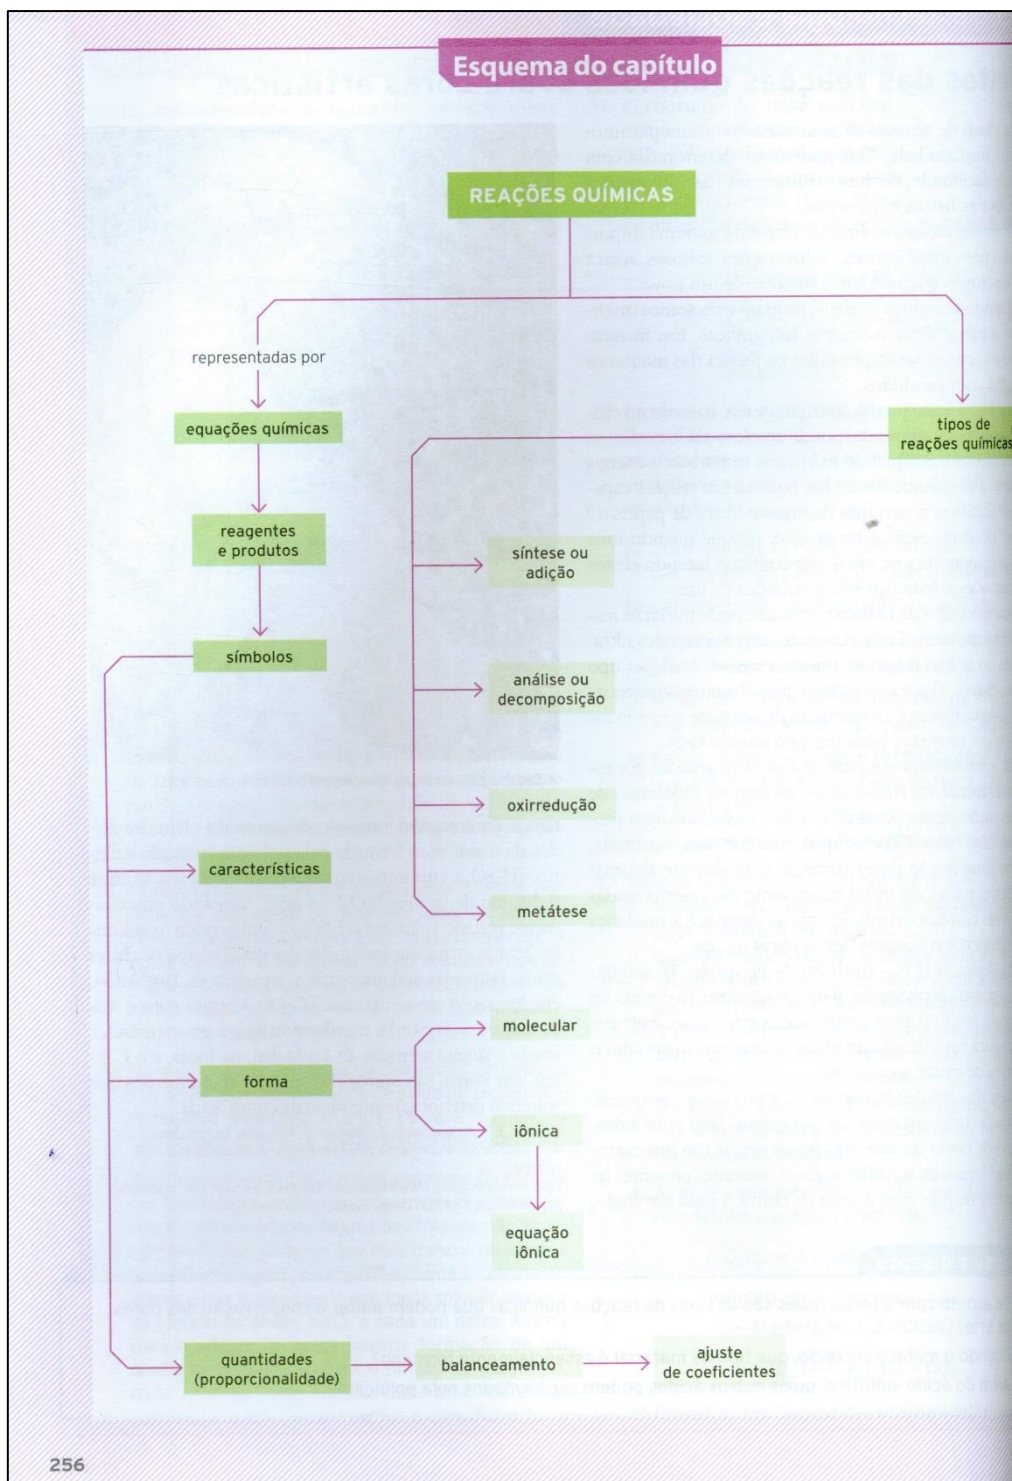 Esquema do capítulo
REAÇÕES QUÍMICAS
representadas por
equações químicas
tipos de
reações químicas
reagentes
e produtos
síntese ou
adição
símbolos
análise ou
decomposição
oxirredução
características
metátese
molecular
forma
iônica
equação
iônica
quantidades
(proporcionalidade)
balanceamento
ajuste
de coeficientes
256